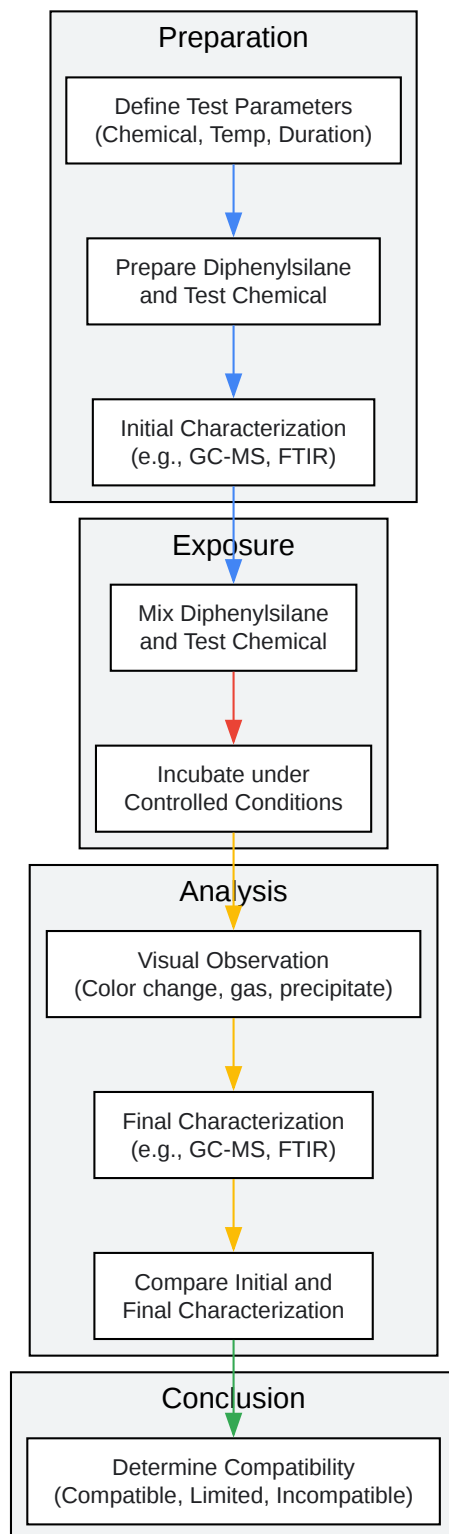 Preparation
Define Test Parameters
(Chemical, Temp, Duration)
Prepare Diphenylsilane
and Test Chemical
Initial Characterization
(e.g., GC-MS, FTIR)
Exposure
Mix Diphenylsilane
and Test Chemical
Incubate under
Controlled Conditions
Analysis
Visual Observation
(Color change, gas, precipitate)
Final Characterization
(e.g., GC-MS, FTIR)
Compare Initial and
Final Characterization
Conclusion
Determine Compatibility
(Compatible, Limited, Incompatible)